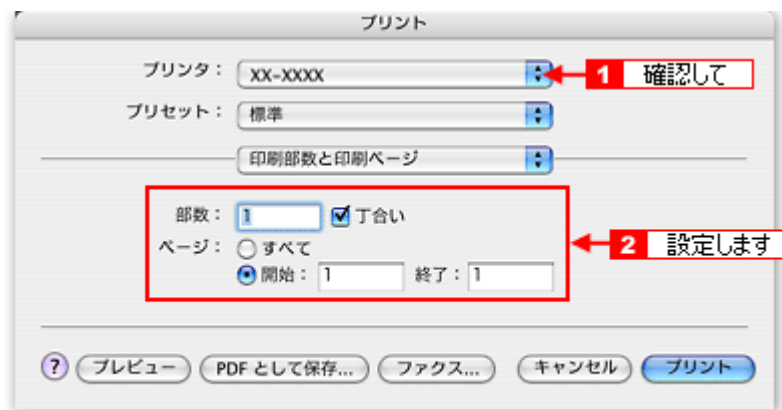 プリント
プリンタ： XX-XXXX 1 確認して
プリセット： 標準
印刷部数と印刷ページ
部数： 1 丁合い
ページ： すべて
2 設定します
開始： 1 終了： 1
? プレビュー PDF として保存... ファクス... キャンセル プリント